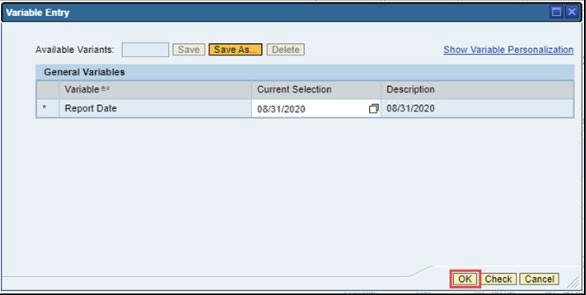 Variable Entry
Available Variants: Save Save As... Delete Show Variable Personalization
General Variables
Variable Current Selection Description
* Report Date 08/31/2020 08/31/2020
OK Check Cancel